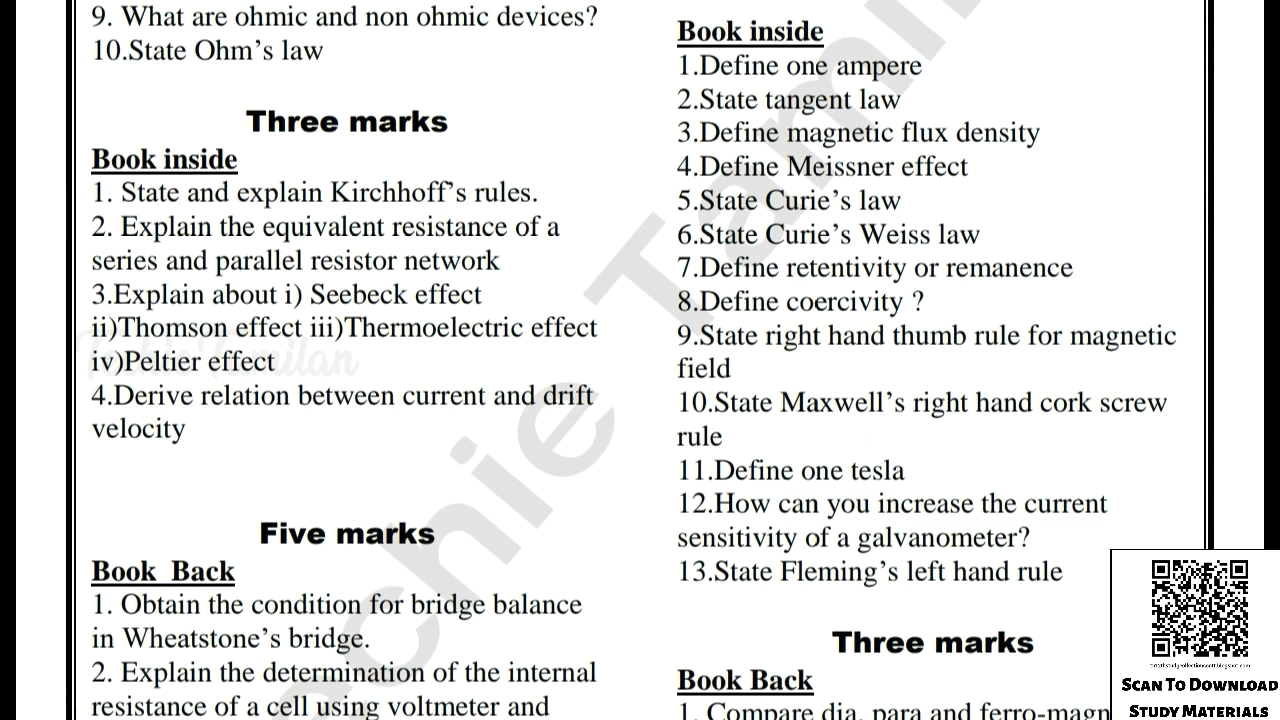 9. What are ohmic and non ohmic devices?
10.State Ohm’s law
Three marks
Book inside
1. State and explain Kirchhoff’s rules.
2. Explain the equivalent resistance of a
series and parallel resistor network
3.Explain about i) Seebeck effect
ii)Thomson effect iii)Thermoelectric effect
iv)Peltier effect
4.Derive relation between current and drift
velocity
Five marks
Book Back
1. Obtain the condition for bridge balance
in Wheatstone’s bridge.
2. Explain the determination of the internal
resistance of a cell using voltmeter and
Book inside
1.Define one ampere
2.State tangent law
3.Define magnetic flux density
4.Define Meissner effect
5.State Curie’s law
6.State Curie’s Weiss law
7.Define retentivity or remanence
8.Define coercivity ?
9.State right hand thumb rule for magnetic
field
10.State Maxwell’s right hand cork screw
rule
11.Define one tesla
12.How can you increase the current
sensitivity of a galvanometer?
13.State Fleming’s left hand rule
Three marks
Book Back
1. Compare dia, para and ferro-magn
Scan To Download
Study Materials